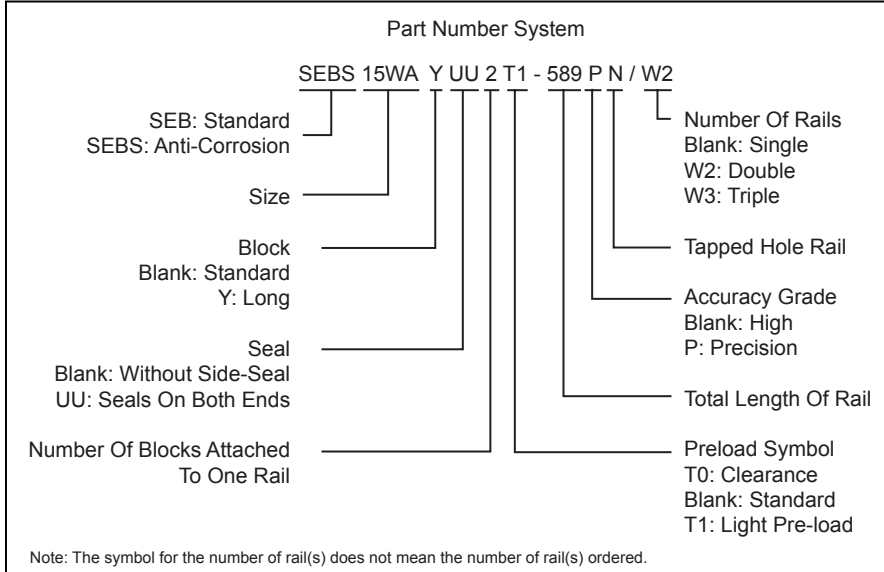 Part Number System
SEBS 15WA Y UU 2 T1 - 589 P N / W2
SEB: Standard
SEBS: Anti-Corrosion
Size
Block
Blank: Standard
Y: Long
Seal
Blank: Without Side-Seal
UU: Seals On Both Ends
Number Of Blocks Attached
To One Rail
Number Of Rails
Blank: Single
W2: Double
W3: Triple
Tapped Hole Rail
Accuracy Grade
Blank: High
P: Precision
Total Length Of Rail
Preload Symbol
T0: Clearance
Blank: Standard
T1: Light Pre-load
Note: The symbol for the number of rail(s) does not mean the number of rail(s) ordered.